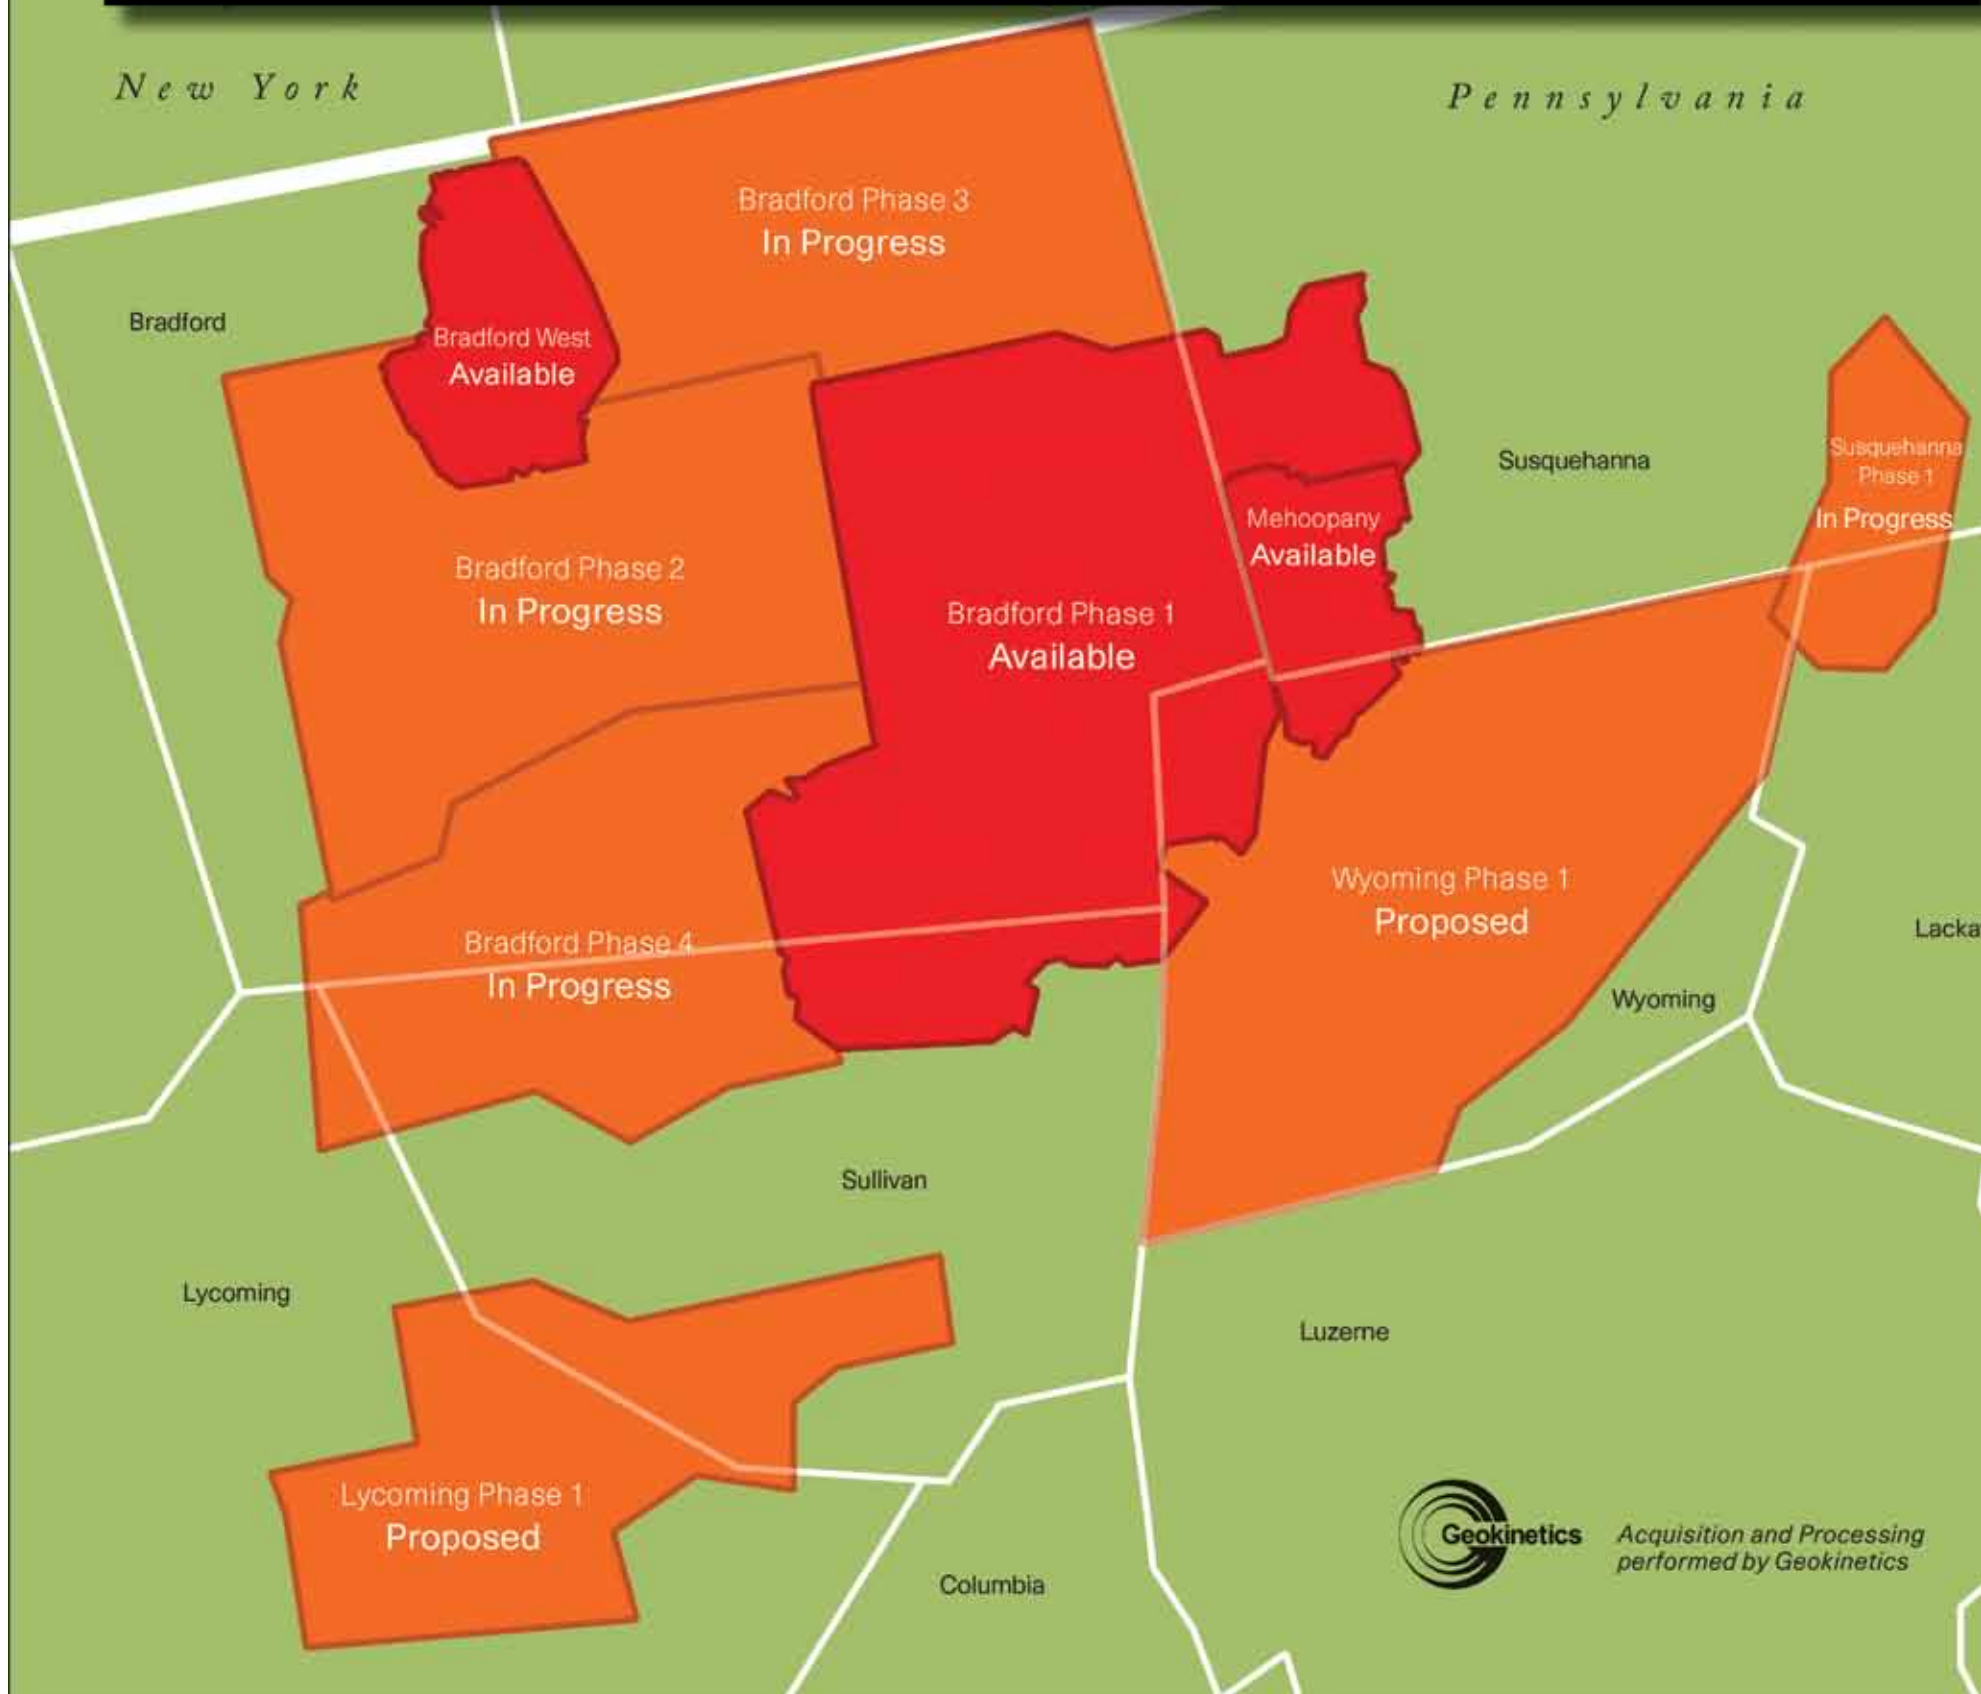 New York
Pennsylvania
Bradford Phase 3
In Progress
Bradford
Bradford West
Available
Susquehanna
Susquehanna
Phase 1
In Progress
Mehoopany
Available
Bradford Phase 2
In Progress
Bradford Phase 1
Available
Wyoming Phase 1
Proposed
Bradford Phase 4
In Progress
Lacka
Wyoming
Sullivan
Lycoming
Luzerne
Lycoming Phase 1
Proposed
Columbia
Geokinetics
Acquisition and Processing
performed by Geokinetics